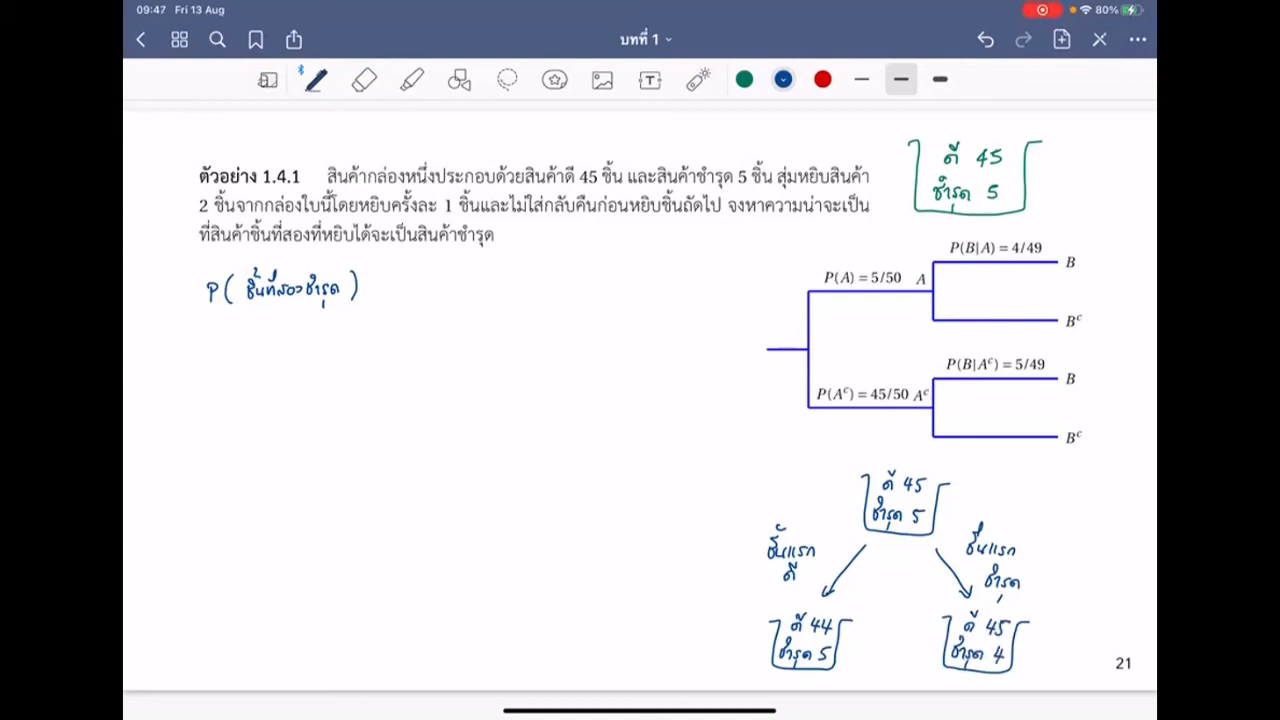 09:47 Fri 13 Aug
80%
บทที่ 1
ตัวอย่าง 1.4.1 สินค้ากล่องหนึ่งประกอบด้วยสินค้าดี 45 ชิ้น และสินค้าชำรุด 5 ชิ้น สุ่มหยิบสินค้า
2 ชิ้นจากกล่องใบนี้โดยหยิบครั้งละ 1 ชิ้นและไม่ใส่กลับคืนก่อนหยิบชิ้นถัดไป จงหาความน่าจะเป็น
ที่สินค้าชิ้นที่สองที่หยิบได้จะเป็นสินค้าชำรุด
ดี 45
ชำรุด 5
P( ชิ้นที่สองชำรุด )
P(B|A) = 4/49
B
P(A) = 5/50 A
Bᶜ
P(B|Aᶜ) = 5/49
B
P(Aᶜ) = 45/50 Aᶜ
Bᶜ
ดี 45
ชำรุด 5
ชิ้นแรก
ดี
ชิ้นแรก
ชำรุด
ดี 44
ชำรุด 5
ดี 45
ชำรุด 4
21